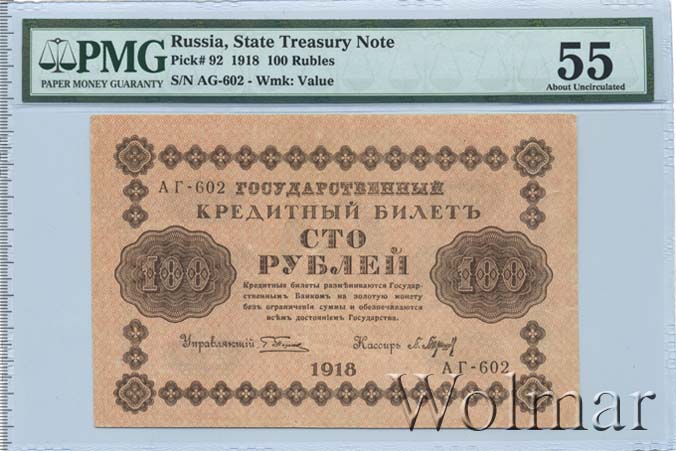 PMG
PAPER MONEY GUARANTY
Russia, State Treasury Note
Pick# 92 1918 100 Rubles
S/N AG-602 - Wmk: Value
55
About Uncirculated
АГ-602 ГОСУДАРСТВЕННЫЙ
КРЕДИТНЫЙ БИЛЕТЪ
СТО
РУБЛЕЙ
100
100
Кредитные билеты размѣниваются Государ-
ственнымъ Банкомъ на золотую монету
безъ ограниченія суммы и обезпечиваются
всѣмъ достояніемъ Государства.
Управляющій
Кассиръ
1918
АГ-602
Wolmar